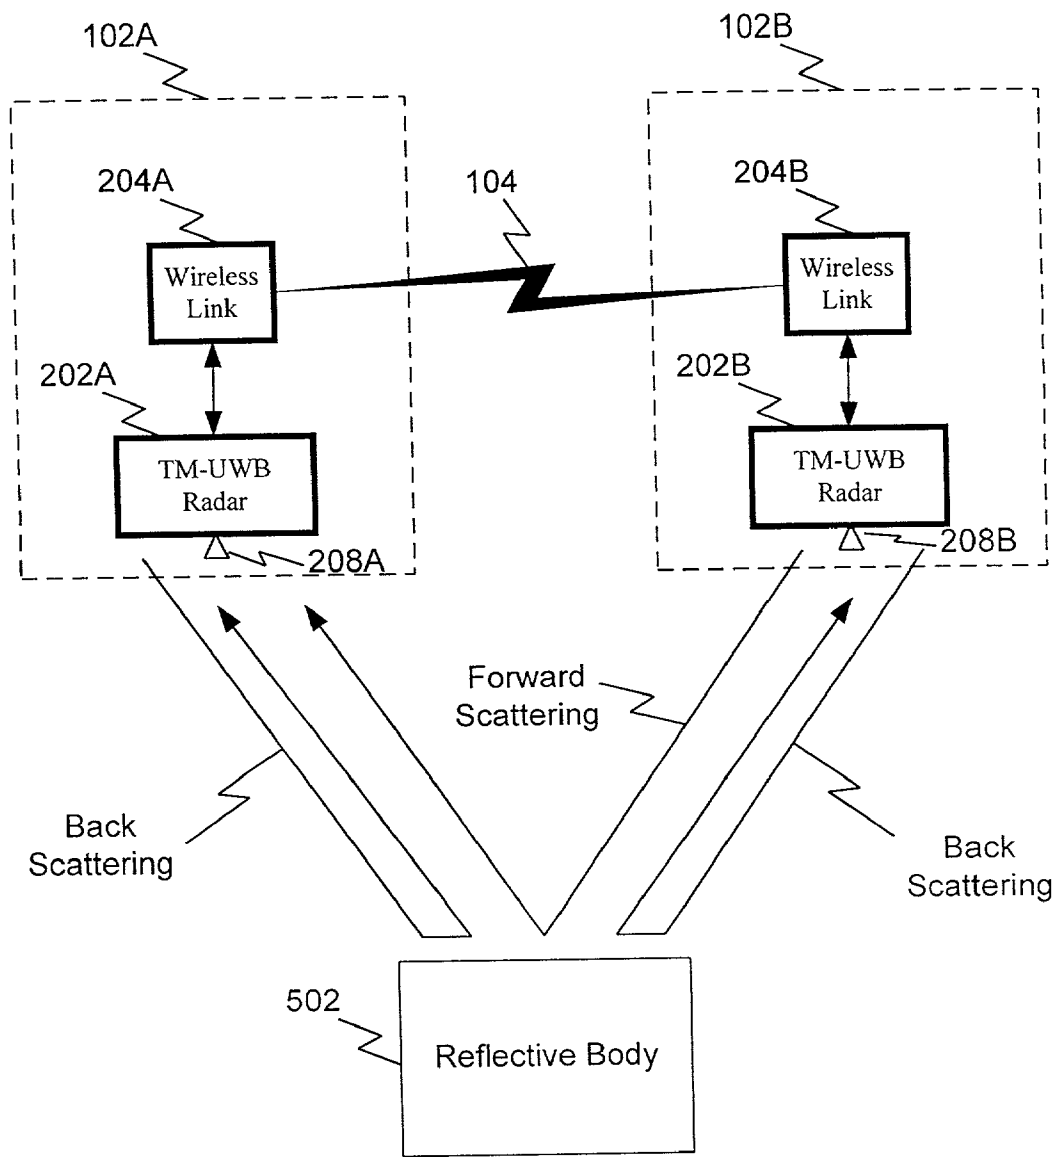 102A
102B
204A
104
204B
Wireless
Link
Wireless
Link
202A
202B
TM-UWB
Radar
TM-UWB
Radar
208A
208B
Forward
Scattering
Back
Scattering
Back
Scattering
502
Reflective Body